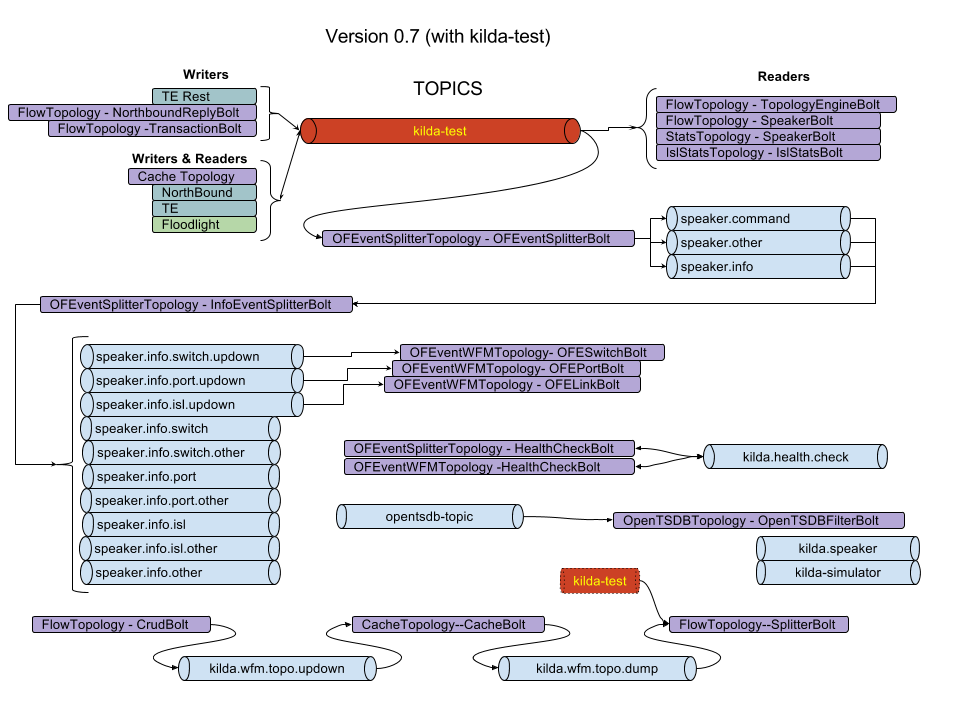 Version 0.7 (with kilda-test)
TOPICS
Writers
TE Rest
FlowTopology - NorthboundReplyBolt
FlowTopology -TransactionBolt
Writers & Readers
Cache Topology
NorthBound
TE
Floodlight
kilda-test
Readers
FlowTopology - TopologyEngineBolt
FlowTopology - SpeakerBolt
StatsTopology - SpeakerBolt
IslStatsTopology - IslStatsBolt
OFEventSplitterTopology - OFEventSplitterBolt
speaker.command
speaker.other
speaker.info
OFEventSplitterTopology - InfoEventSplitterBolt
speaker.info.switch.updown
speaker.info.port.updown
speaker.info.isl.updown
speaker.info.switch
speaker.info.switch.other
speaker.info.port
speaker.info.port.other
speaker.info.isl
speaker.info.isl.other
speaker.info.other
OFEventWFMTopology- OFESwitchBolt
OFEventWFMTopology- OFEPortBolt
OFEventWFMTopology - OFELinkBolt
OFEventSplitterTopology - HealthCheckBolt
OFEventWFMTopology -HealthCheckBolt
kilda.health.check
opentsdb-topic
OpenTSDBTopology - OpenTSDBFilterBolt
kilda.speaker
kilda-simulator
kilda-test
FlowTopology - CrudBolt
CacheTopology--CacheBolt
FlowTopology--SplitterBolt
kilda.wfm.topo.updown
kilda.wfm.topo.dump